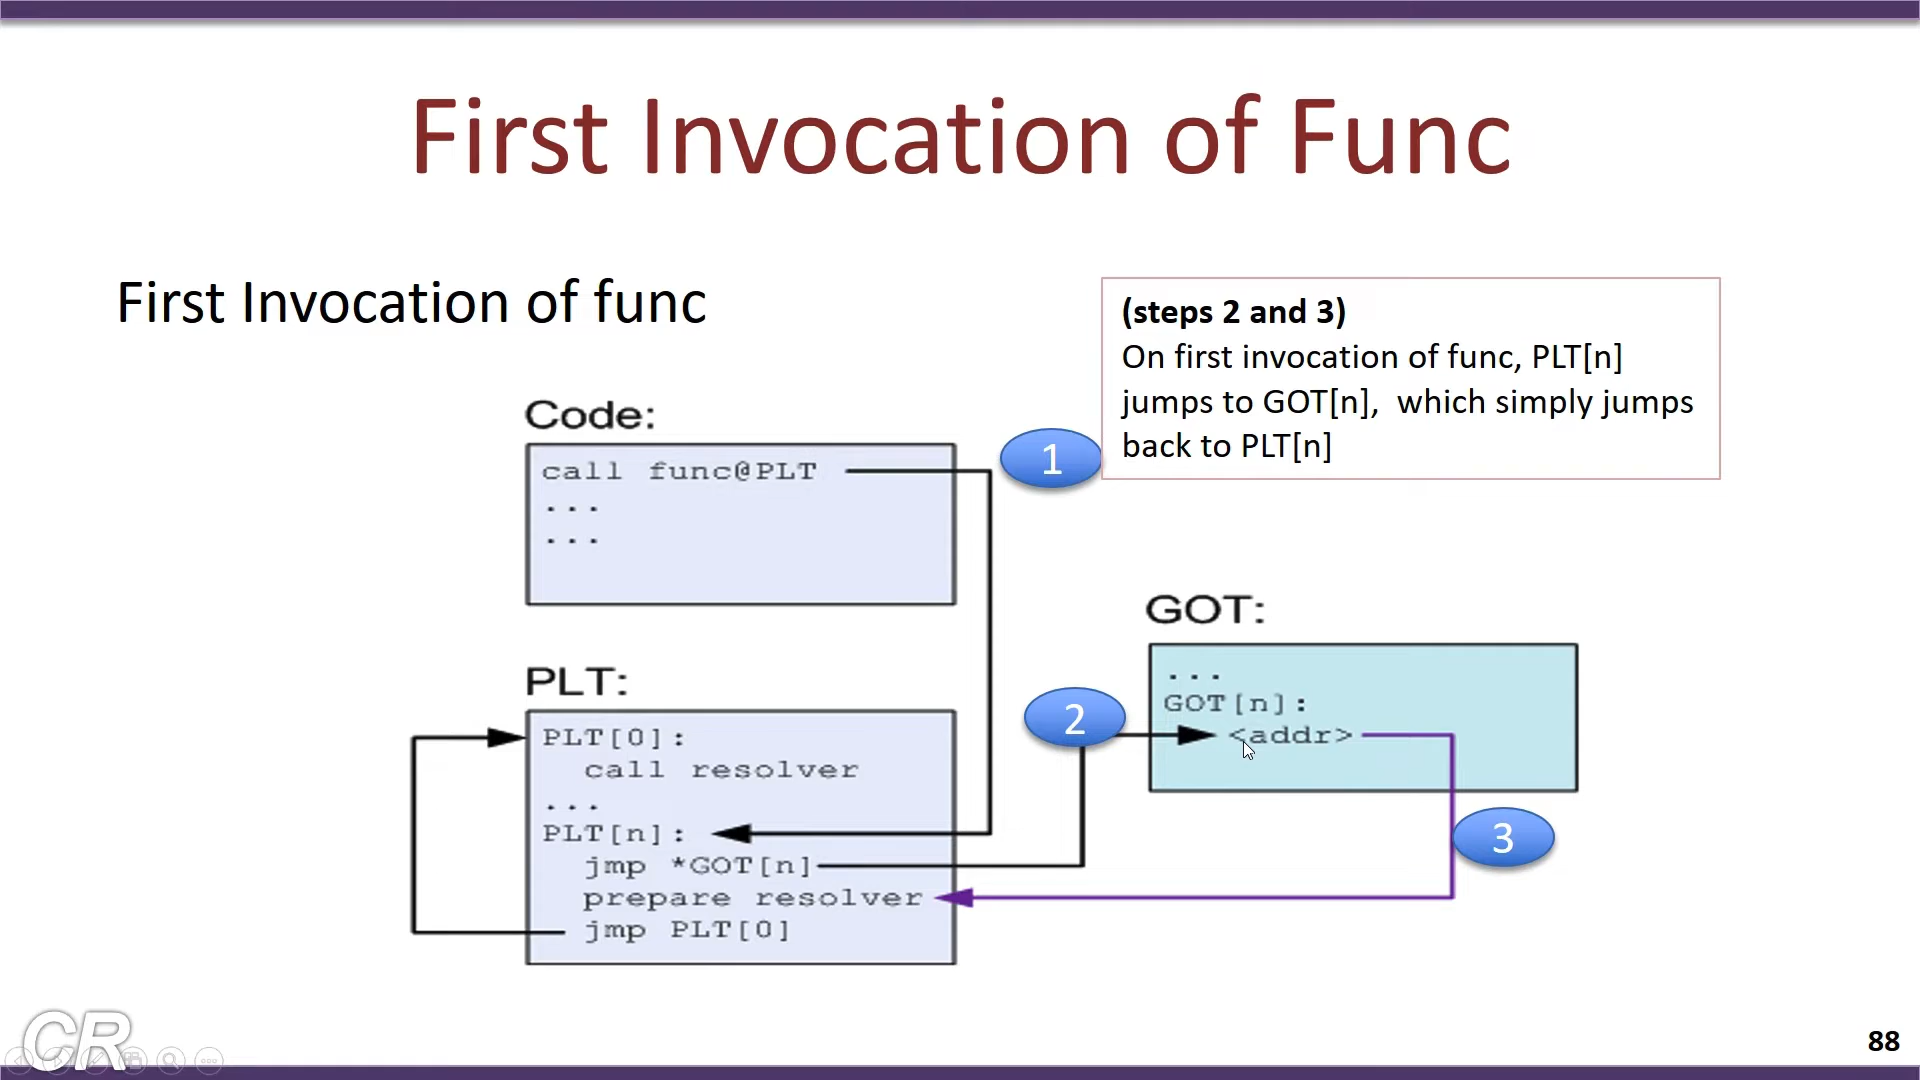 First Invocation of Func
First Invocation of func
(steps 2 and 3)
On first invocation of func, PLT[n]
jumps to GOT[n],  which simply jumps
back to PLT[n]
Code:
call func@PLT
...
...
1
GOT:
...
GOT[n]:
<addr>
2
3
PLT:
PLT[0]:
call resolver
...
PLT[n]:
jmp *GOT[n]
prepare resolver
jmp PLT[0]
CR
88